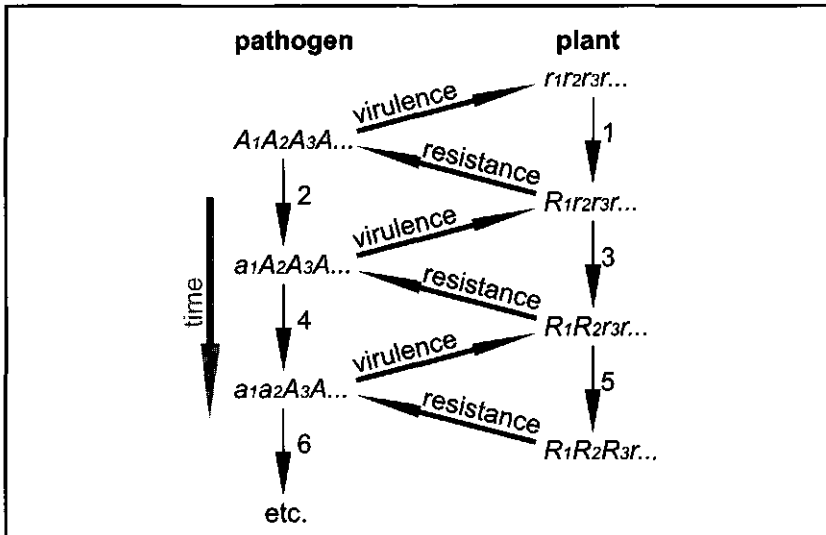 pathogen plant
r1r2r3r...
virulence
A1A2A3A... 1
resistance
2 R1r2r3r...
virulence
a1A2A3A... 3
time
resistance
4 R1R2r3r...
virulence
a1a2A3A... 5
resistance
6 R1R2R3r...
etc.